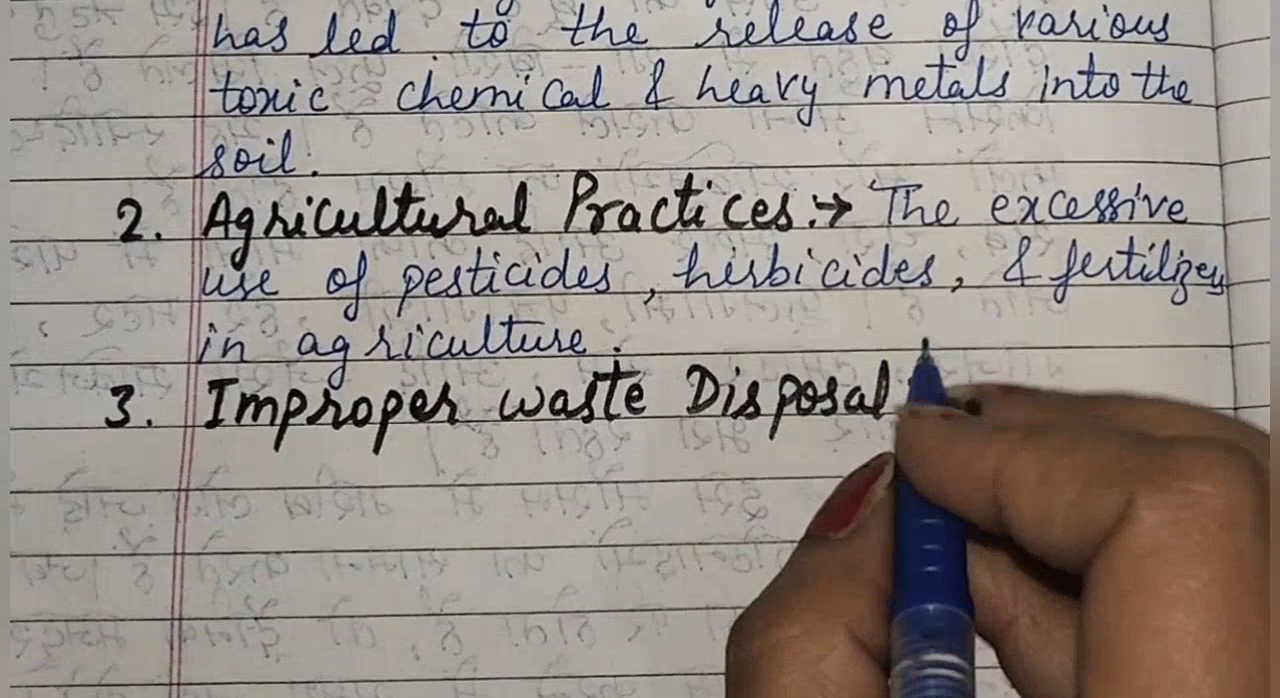 has led to the release of various
toxic chemical & heavy metals into the
soil.
2. Agricultural Practices:→ The excessive
use of pesticides, herbicides, & fertilizers
in agriculture.
3. Improper waste Disposal